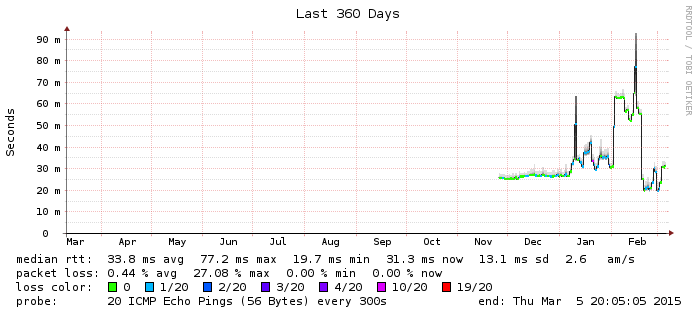 Last 360 Days
RRDTOOL / TOBI OETIKER
Seconds
90 m
80 m
70 m
60 m
50 m
40 m
30 m
20 m
10 m
0
Mar Apr May Jun Jul Aug Sep Oct Nov Dec Jan Feb
median rtt: 33.8 ms avg 77.2 ms max 19.7 ms min 31.3 ms now 13.1 ms sd 2.6 am/s
packet loss: 0.44 % avg 27.08 % max 0.00 % min 0.00 % now
loss color: 0 1/20 2/20 3/20 4/20 10/20 19/20
probe: 20 ICMP Echo Pings (56 Bytes) every 300s end: Thu Mar 5 20:05:05 2015